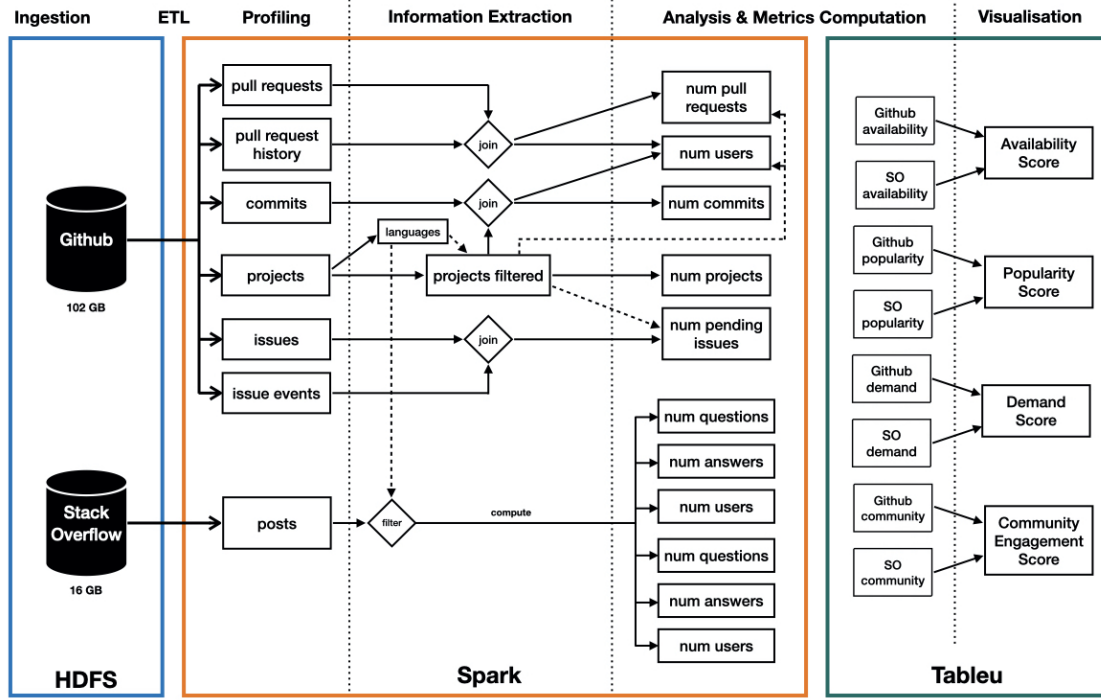 Ingestion
ETL
Profiling
Information Extraction
Analysis & Metrics Computation
Visualisation
Github
102 GB
Stack
Overflow
16 GB
HDFS
pull requests
pull request
history
commits
projects
issues
issue events
posts
join
join
languages
projects filtered
join
filter
compute
num pull
requests
num users
num commits
num projects
num pending
issues
num questions
num answers
num users
num questions
num answers
num users
Spark
Github
availability
SO
availability
Availability
Score
Github
popularity
SO
popularity
Popularity
Score
Github
demand
SO
demand
Demand
Score
Github
community
SO
community
Community
Engagement
Score
Tableu